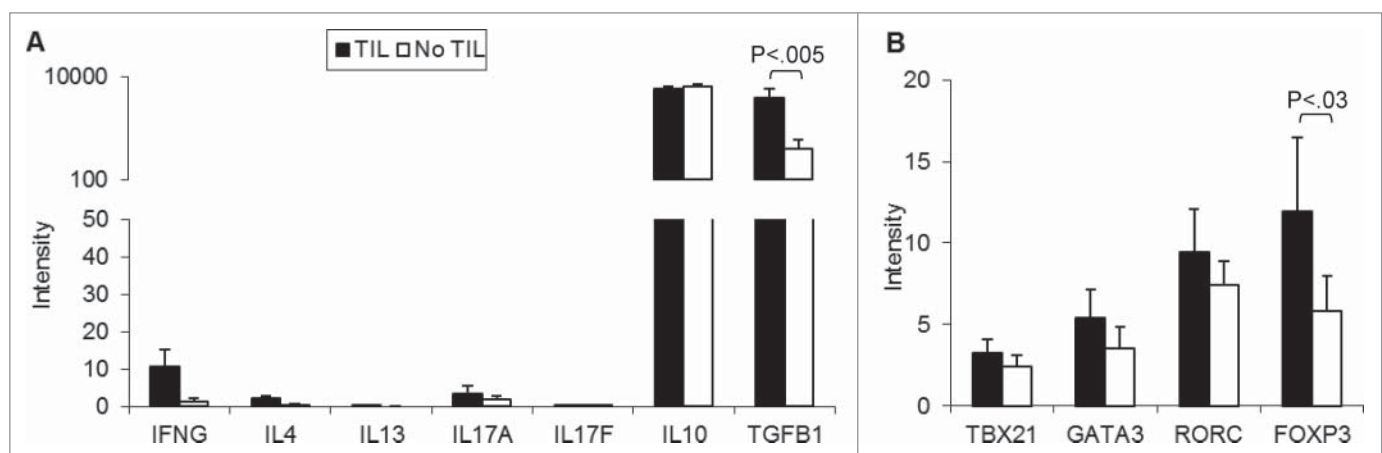 A
TIL No TIL
P<.005
10000
100
Intensity
50
40
30
20
10
0
IFNG IL4 IL13 IL17A IL17F IL10 TGFB1
B
P<.03
20
15
10
5
0
Intensity
TBX21 GATA3 RORC FOXP3